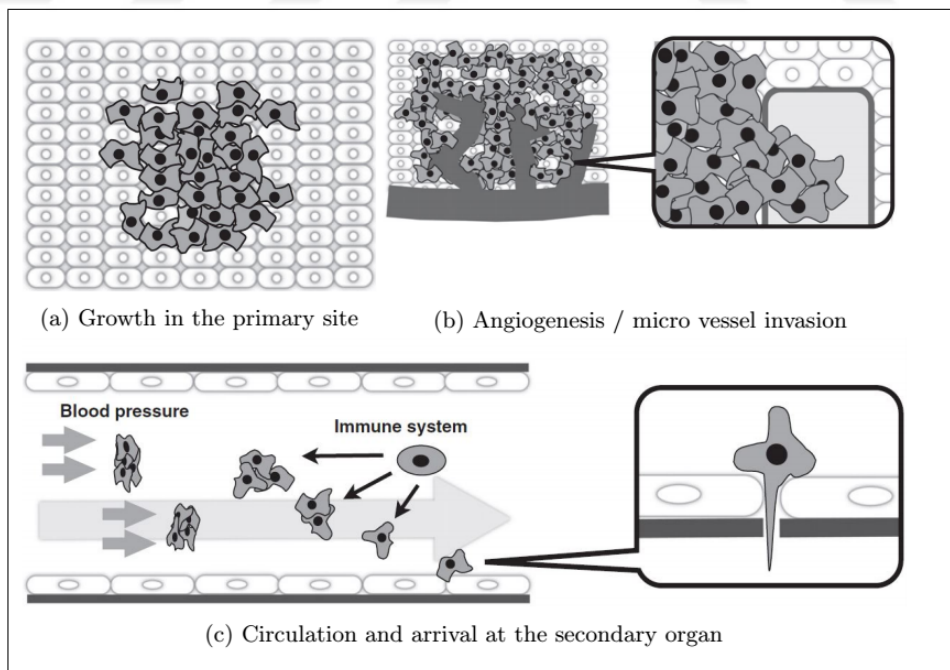 (a) Growth in the primary site
(b) Angiogenesis / micro vessel invasion
Blood pressure
Immune system
(c) Circulation and arrival at the secondary organ